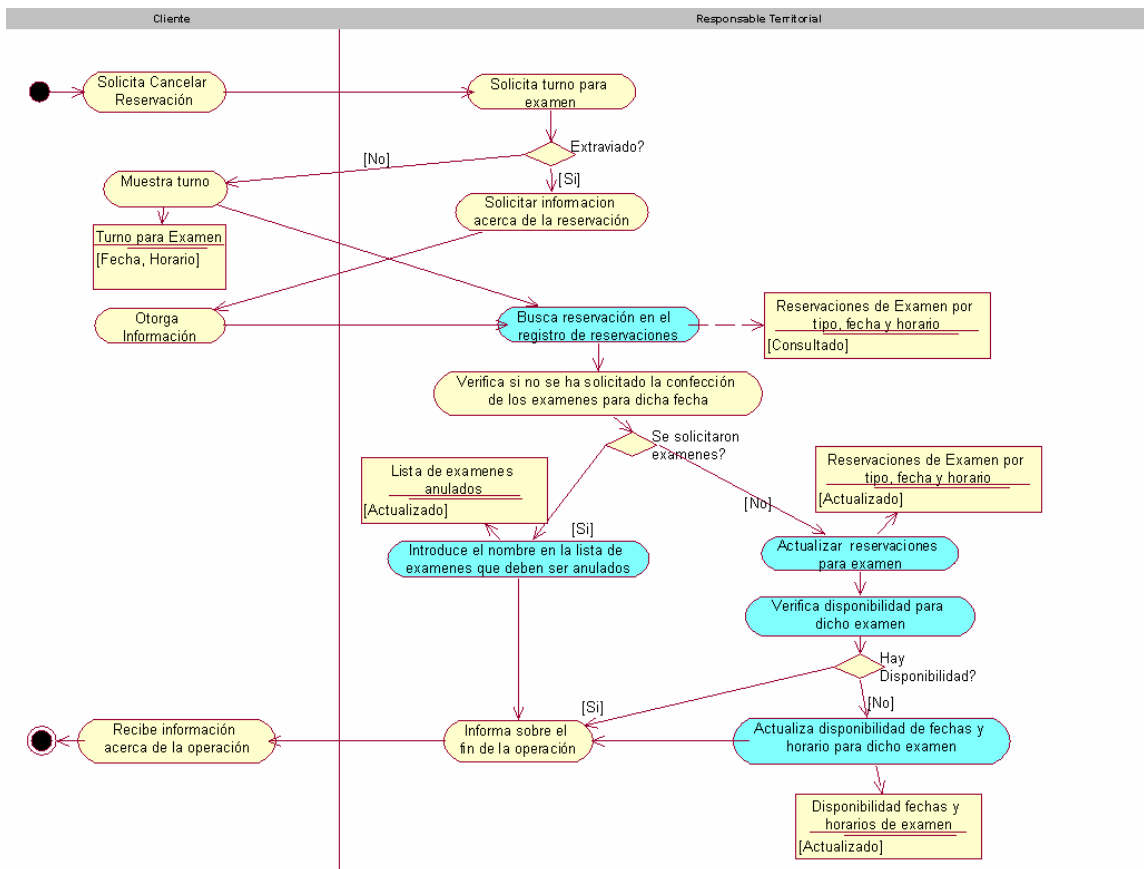 Cliente
Responsable Territorial
Solicita Cancelar
Reservación
Solicita turno para
examen
Extraviado?
[No]
[Si]
Muestra turno
Solicitar informacion
acerca de la reservación
Turno para Examen
[Fecha, Horario]
Otorga
Información
Busca reservación en el
registro de reservaciones
Reservaciones de Examen por
tipo, fecha y horario
[Consultado]
Verifica si no se ha solicitado la confección
de los examenes para dicha fecha
Se solicitaron
examenes?
Lista de examenes
anulados
[Actualizado]
Reservaciones de Examen por
tipo, fecha y horario
[Actualizado]
[No]
[Si]
Introduce el nombre en la lista de
examenes que deben ser anulados
Actualizar reservaciones
para examen
Verifica disponibilidad para
dicho examen
Hay
Disponibilidad?
[Si]
[No]
Recibe información
acerca de la operación
Informa sobre el
fin de la operación
Actualiza disponibilidad de fechas y
horario para dicho examen
Disponibilidad fechas y
horarios de examen
[Actualizado]